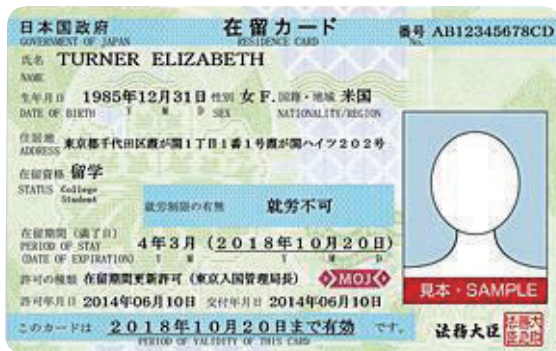 日本国政府 在留カード 番号 AB12345678CD
GOVERNMENT OF JAPAN RESIDENCE CARD No.
氏名 TURNER ELIZABETH
NAME
生年月日 1985年12月31日 性別 女 F. 国籍・地域 米国
DATE OF BIRTH Y M D SEX NATIONALITY/REGION
住居地 東京都千代田区霞が関1丁目1番1号霞が関ハイツ202号
ADDRESS
在留資格 留学
STATUS College
Student
就労制限の有無 就労不可
在留期間(満了日) 4年3月(2018年10月20日)
PERIOD OF STAY
(DATE OF EXPIRATION) Y M Y M D
許可の種類 在留期間更新許可(東京入国管理局長) MOJ
許可年月日 2014年06月10日 交付年月日 2014年06月10日
見本・SAMPLE
このカードは 2018年10月20日まで有効 です。
PERIOD OF VALIDITY OF THIS CARD
法務大臣